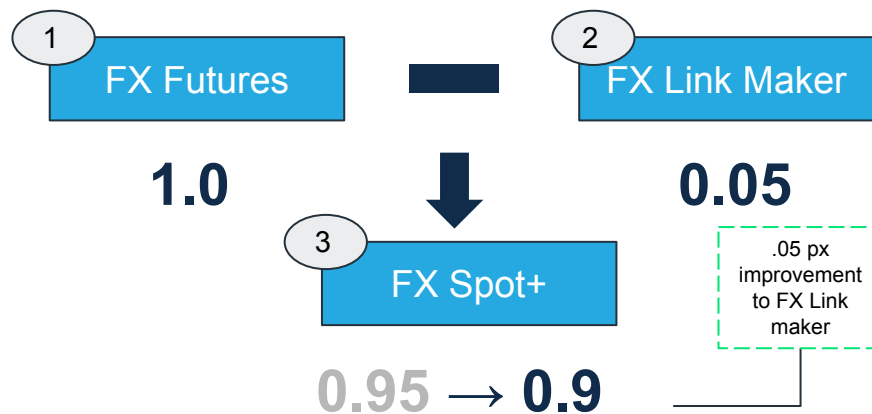 1
FX Futures
2
FX Link Maker
1.0
0.05
3
FX Spot+
.05 px
improvement
to FX Link
maker
0.95 → 0.9